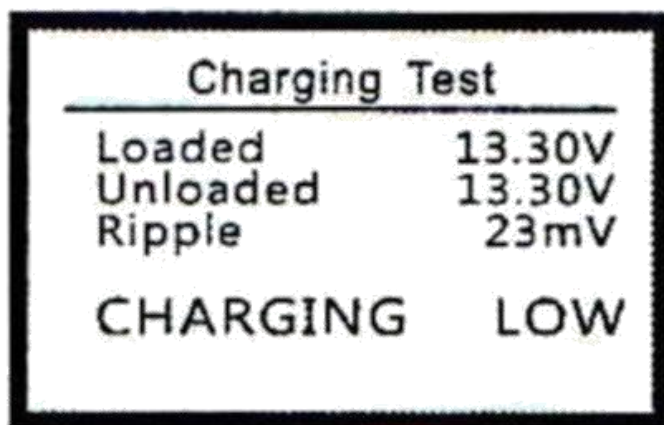 Charging Test
Loaded 13.30V
Unloaded 13.30V
Ripple 23mV
CHARGING LOW